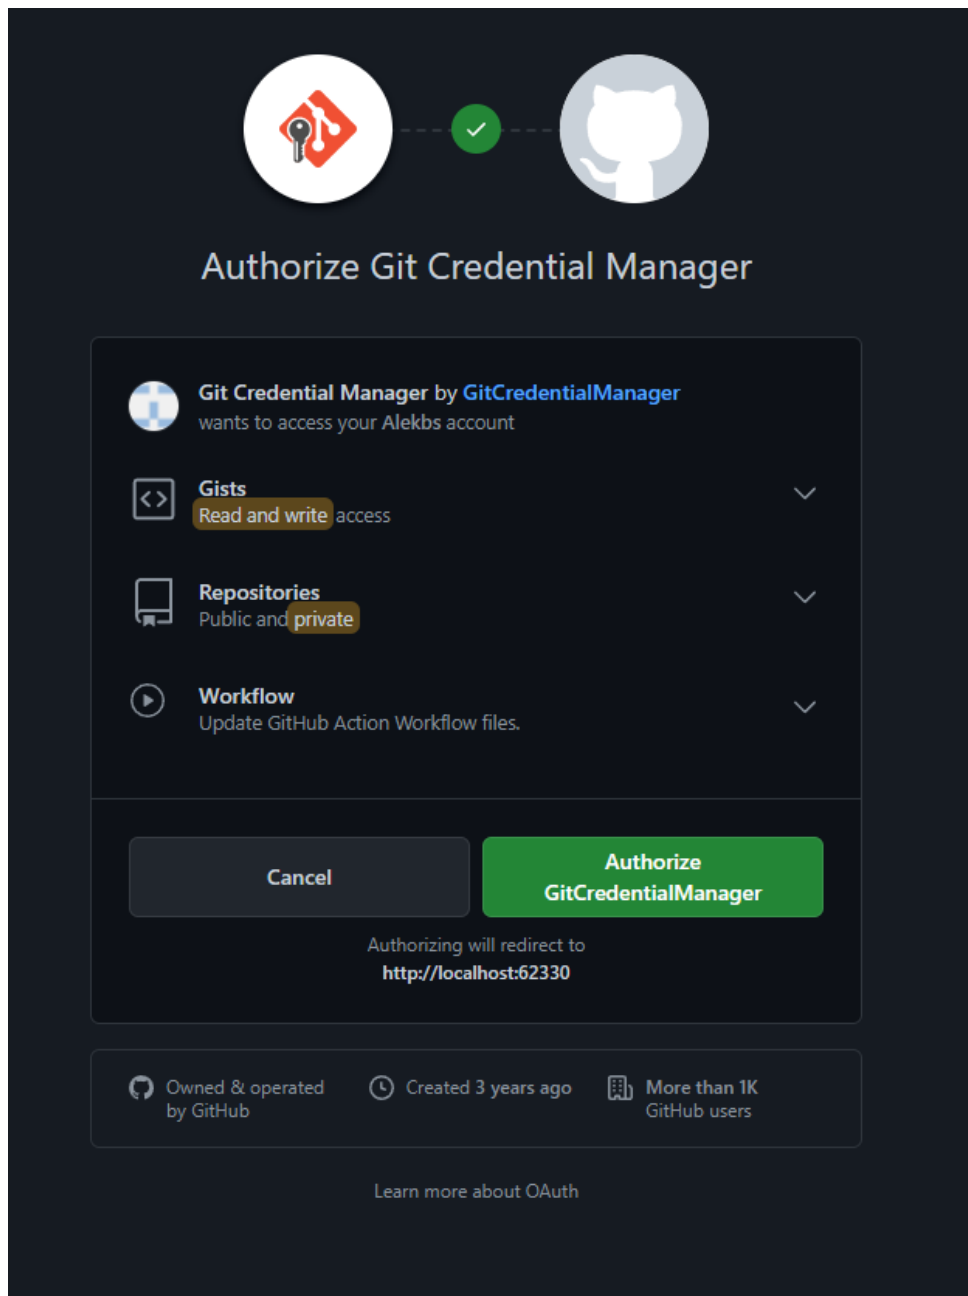 Authorize Git Credential Manager
Git Credential Manager by GitCredentialManager
wants to access your Alekbs account
Gists
Read and write access
Repositories
Public and private
Workflow
Update GitHub Action Workflow files.
Cancel
Authorize
GitCredentialManager
Authorizing will redirect to
http://localhost:62330
Owned & operated
by GitHub
Created 3 years ago
More than 1K
GitHub users
Learn more about OAuth